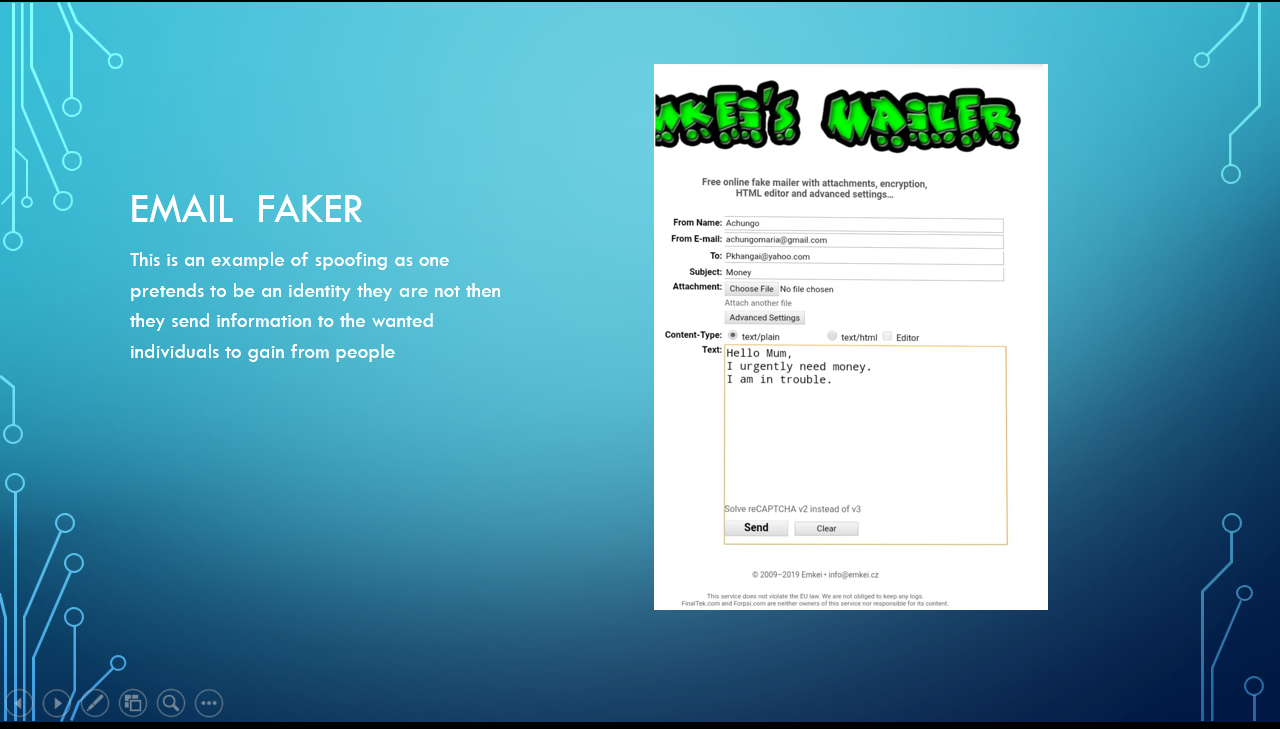 EMAIL FAKER
This is an example of spoofing as one
pretends to be an identity they are not then
they send information to the wanted
individuals to gain from people
MKEI'S MAILER
Free online fake mailer with attachments, encryption,
HTML editor and advanced settings…
From Name: Achungo
From E-mail: achungomaria@gmail.com
To: Pkhangai@yahoo.com
Subject: Money
Attachment: Choose File No file chosen
Attach another file
Advanced Settings
Content-Type: text/plain text/html Editor
Text: Hello Mum,
I urgently need money.
I am in trouble.
Solve reCAPTCHA v2 instead of v3
Send Clear
© 2009–2019 Emkei • info@emkei.cz
This service does not violate the EU law. We are not obliged to keep any logs.
FinalTek.com and Forpsi.com are neither owners of this service nor responsible for its content.